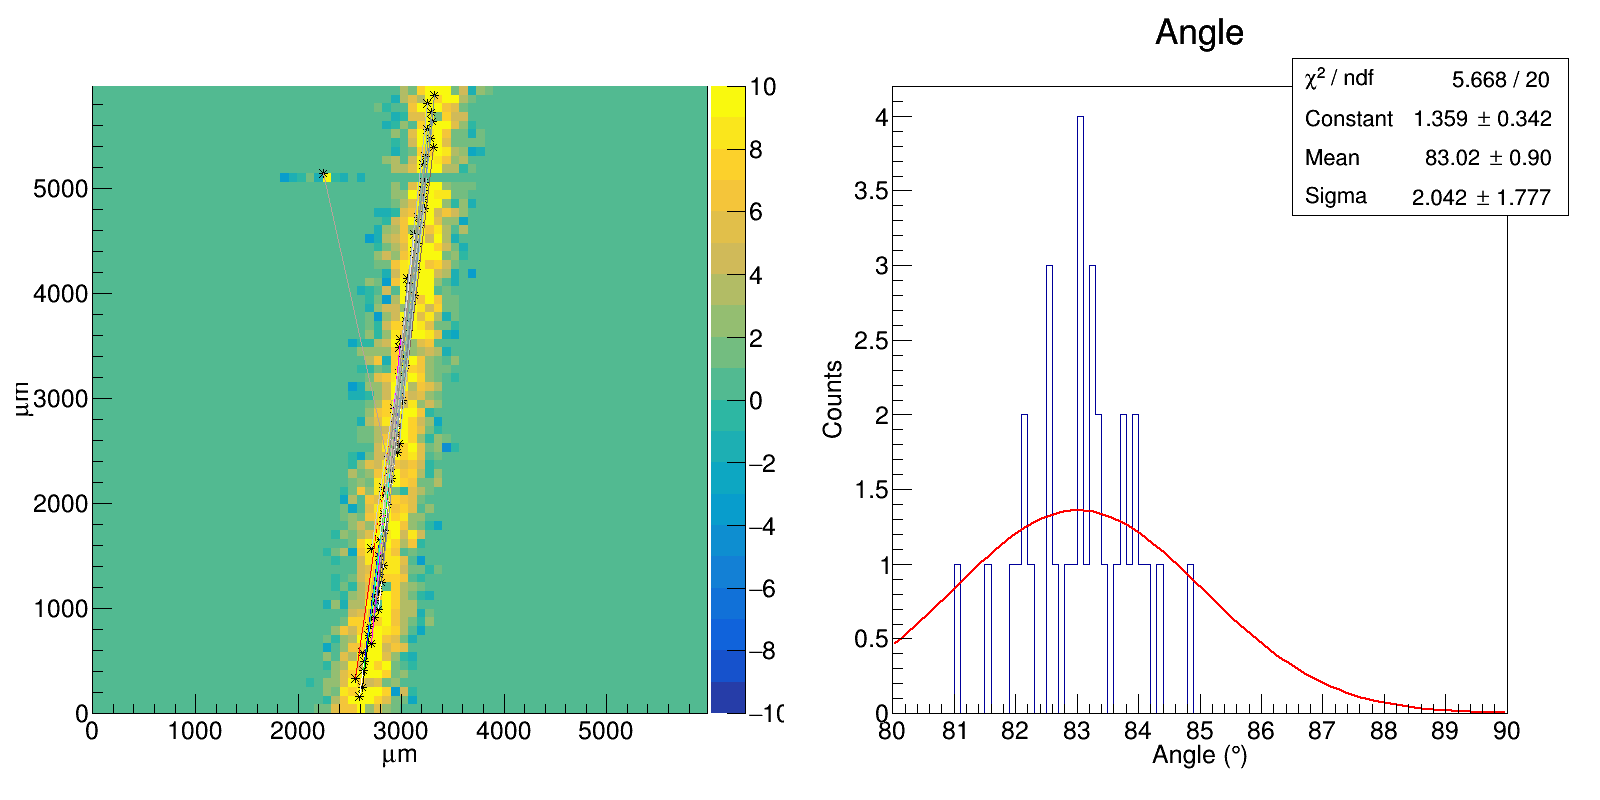 Angle
χ² / ndf 5.668 / 20
Constant 1.359 ± 0.342
Mean 83.02 ± 0.90
Sigma 2.042 ± 1.777
μm
5000
4000
3000
2000
1000
0
0 1000 2000 3000 4000 5000
μm
10
8
6
4
2
0
−2
−4
−6
−8
−10
Counts
4
3.5
3
2.5
2
1.5
1
0.5
0
80 81 82 83 84 85 86 87 88 89 90
Angle (°)